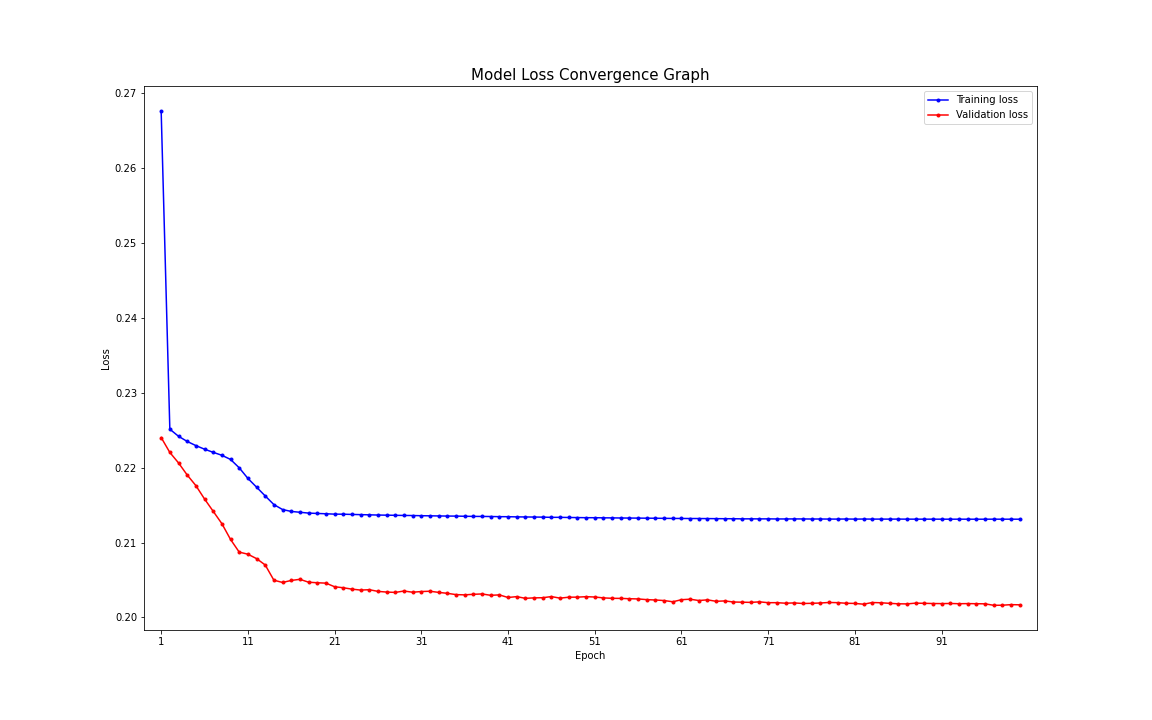 Model Loss Convergence Graph
Training loss
Validation loss
0.27
0.26
0.25
0.24
0.23
0.22
0.21
0.20
Loss
1 11 21 31 41 51 61 71 81 91
Epoch